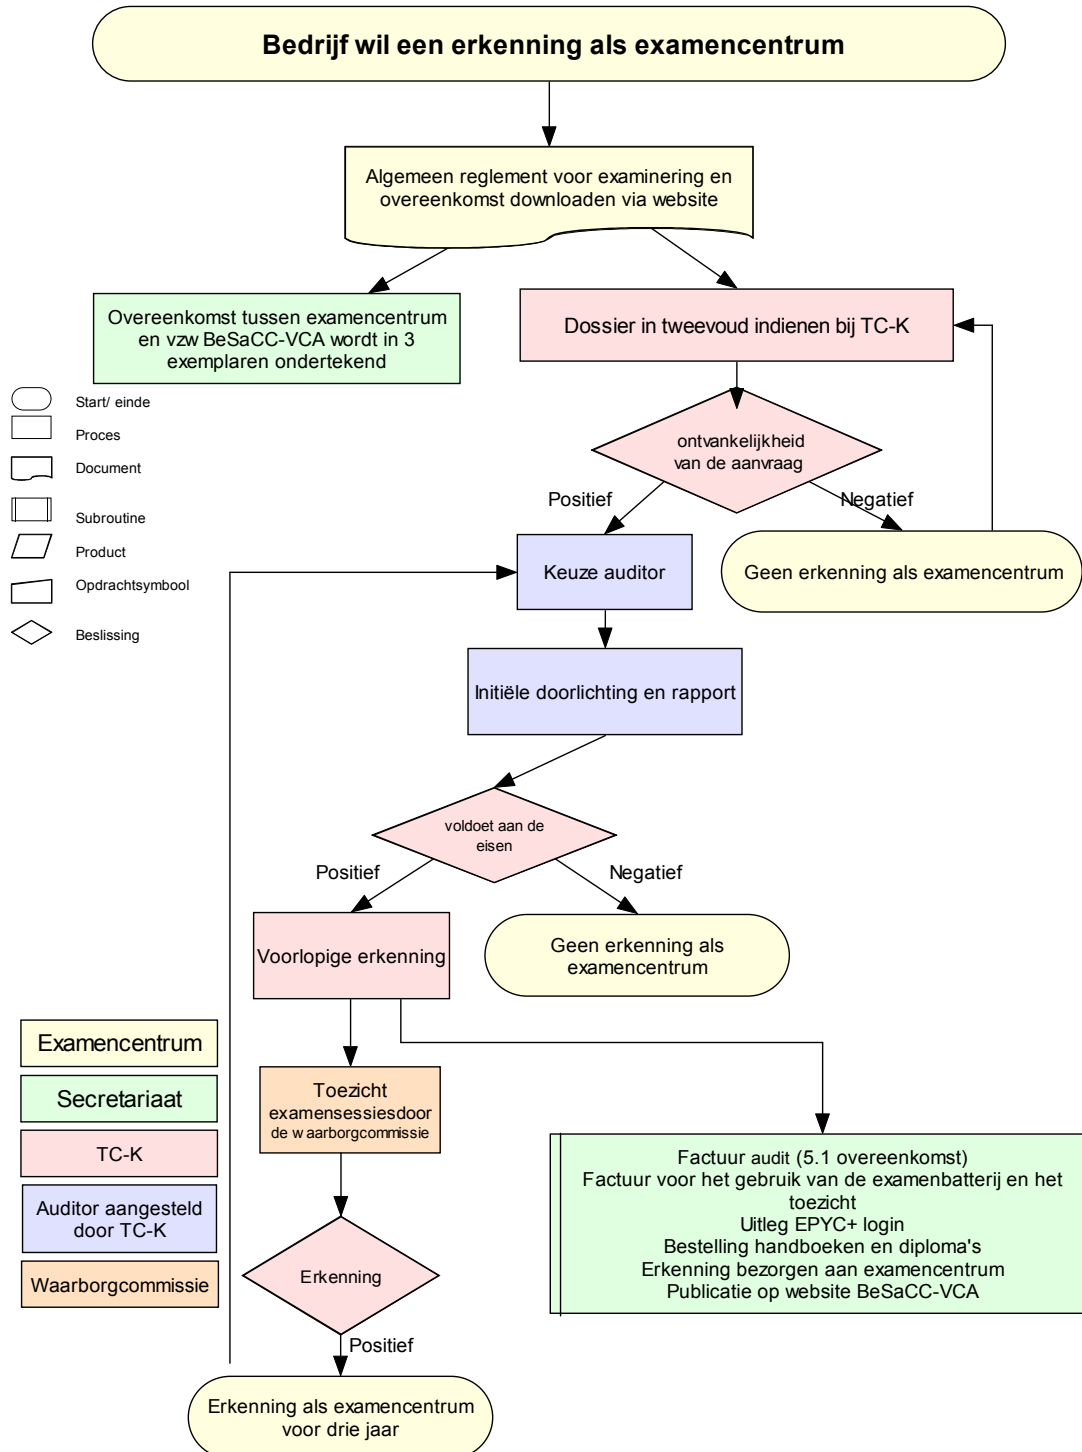 Bedrijf wil een erkenning als examencentrum
Algemeen reglement voor examinering en
overeenkomst downloaden via website
Overeenkomst tussen examencentrum
en vzw BeSaCC-VCA wordt in 3
exemplaren ondertekend
Dossier in tweevoud indienen bij TC-K
Start/ einde
Proces
Document
Subroutine
Product
Opdrachtsymbool
Beslissing
ontvankelijkheid
van de aanvraag
Positief
Negatief
Keuze auditor
Geen erkenning als examencentrum
Initiële doorlichting en rapport
voldoet aan de
eisen
Positief
Negatief
Voorlopige erkenning
Geen erkenning als
examencentrum
Examencentrum
Secretariaat
TC-K
Auditor aangesteld
door TC-K
Waarborgcommissie
Toezicht
examensessiesdoor
de waarborgcommissie
Factuur audit (5.1 overeenkomst)
Factuur voor het gebruik van de examenbatterij en het
toezicht
Uitleg EPYC+ login
Bestelling handboeken en diploma's
Erkenning bezorgen aan examencentrum
Publicatie op website BeSaCC-VCA
Erkenning
Positief
Erkenning als examencentrum
voor drie jaar